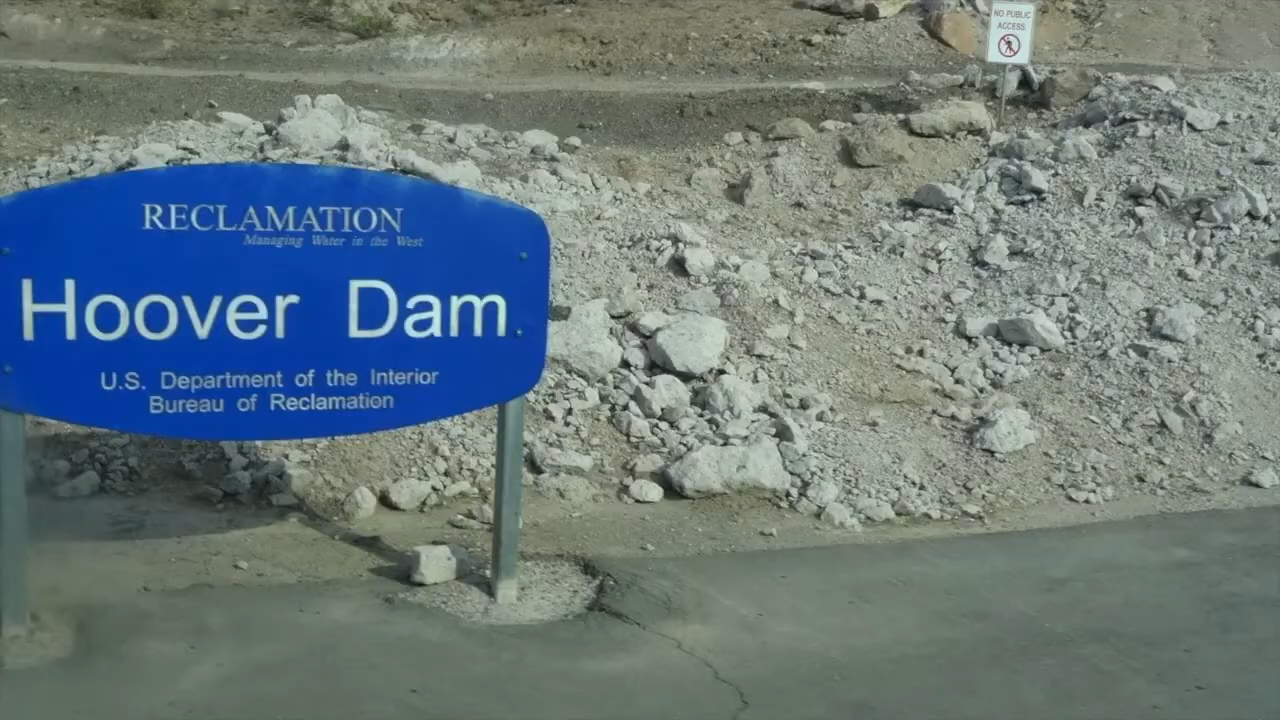 RECLAMATION
Managing Water in the West
Hoover Dam
U.S. Department of the Interior
Bureau of Reclamation
NO PUBLIC
ACCESS